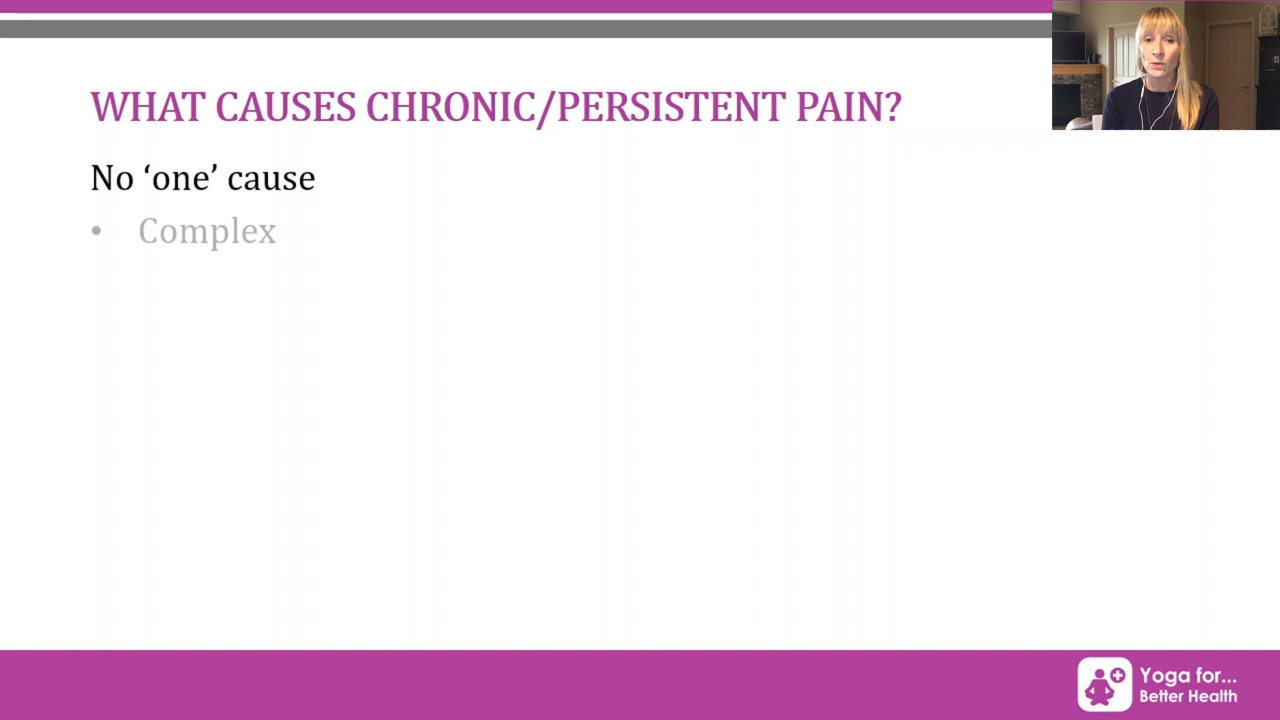 WHAT CAUSES CHRONIC/PERSISTENT PAIN?
No ‘one’ cause
• Complex
Yoga for...
Better Health